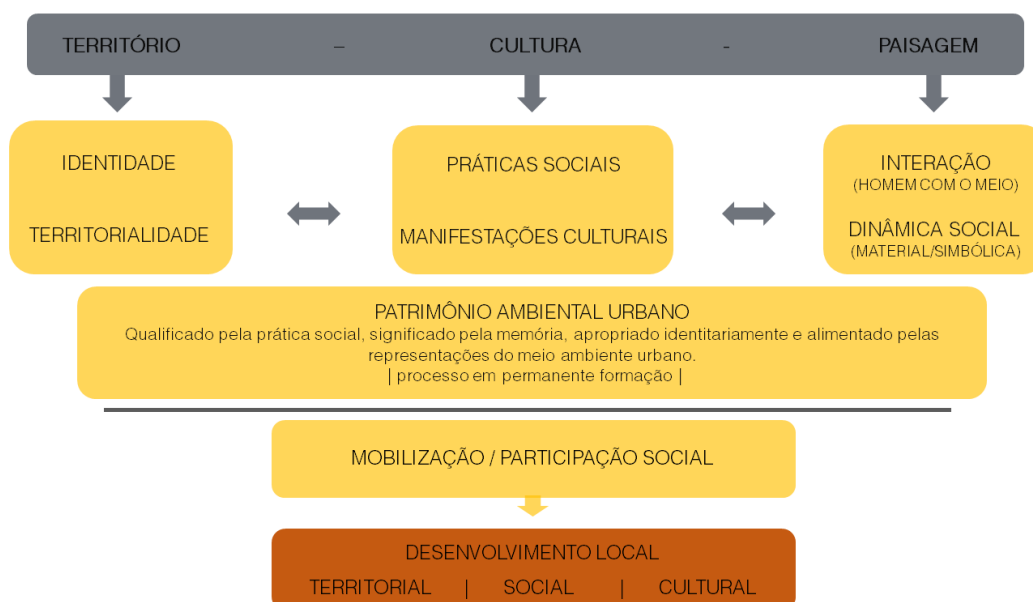 TERRITÓRIO – CULTURA - PAISAGEM
IDENTIDADE
TERRITORIALIDADE
PRÁTICAS SOCIAIS
MANIFESTAÇÕES CULTURAIS
INTERAÇÃO
(HOMEM COM O MEIO)
DINÂMICA SOCIAL
(MATERIAL/SIMBÓLICA)
PATRIMÔNIO AMBIENTAL URBANO
Qualificado pela prática social, significado pela memória, apropriado identitariamente e alimentado pelas
representações do meio ambiente urbano.
| processo em permanente formação |
MOBILIZAÇÃO / PARTICIPAÇÃO SOCIAL
DESENVOLVIMENTO LOCAL
TERRITORIAL | SOCIAL | CULTURAL